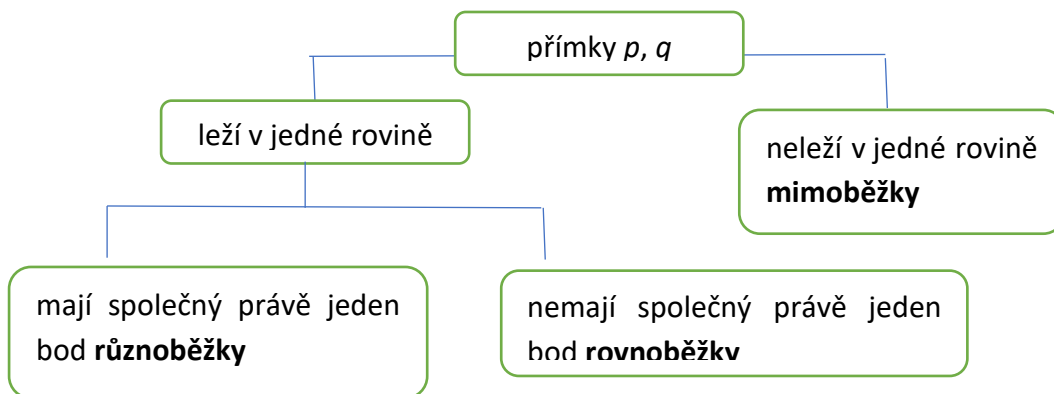 přímky p, q
leží v jedné rovině
neleží v jedné rovině
mimoběžky
mají společný právě jeden
bod různoběžky
nemají společný právě jeden
bod rovnoběžky